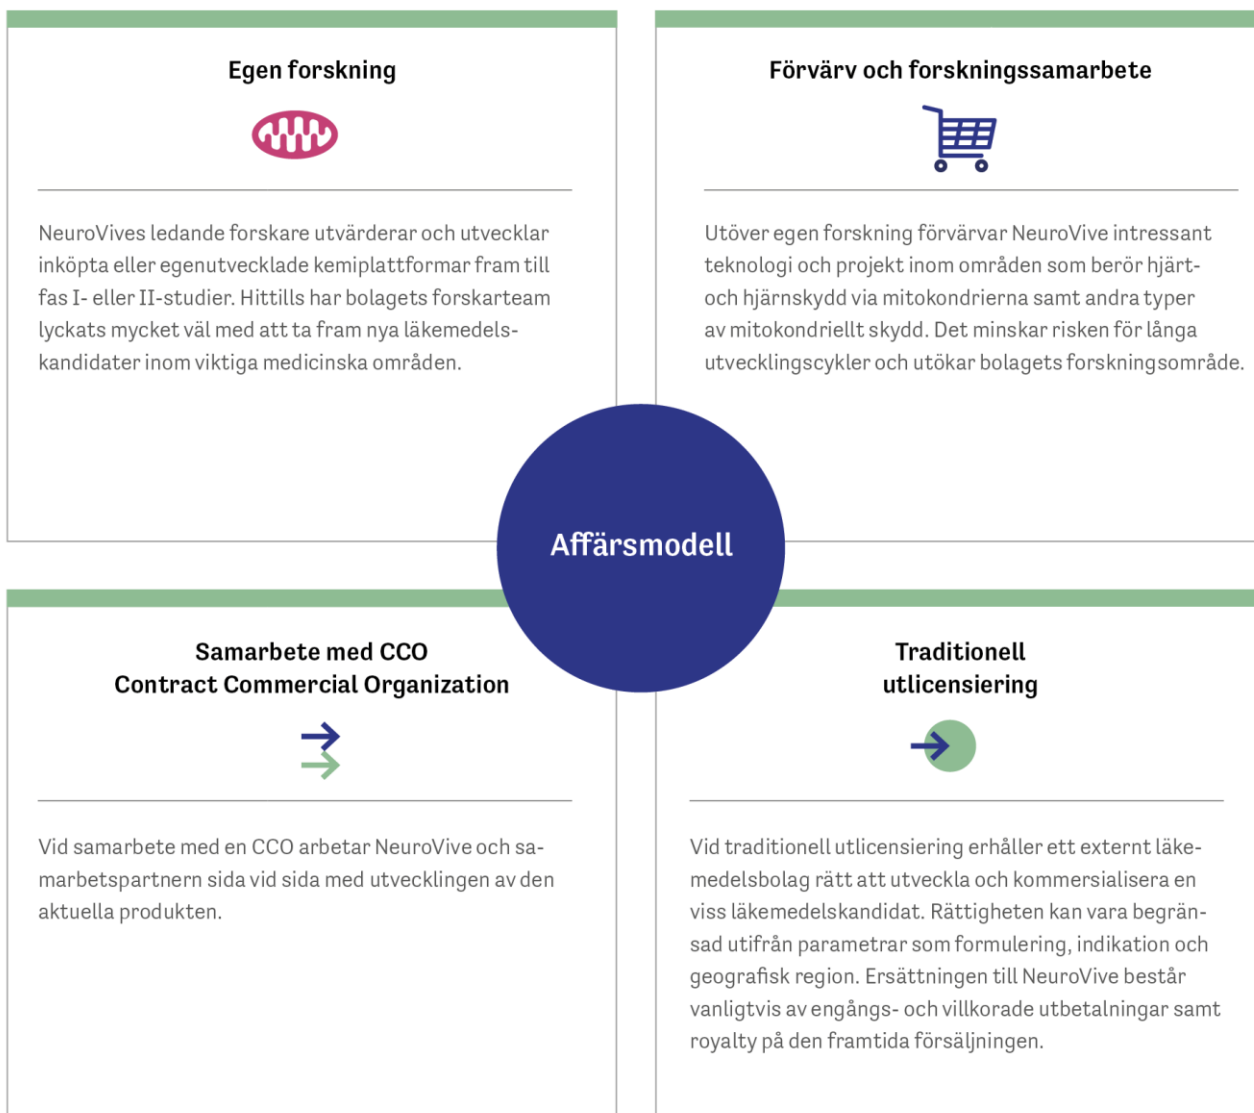 Egen forskning
NeuroVives ledande forskare utvärderar och utvecklar
inköpta eller egenutvecklade kemiplattformar fram till
fas I- eller II-studier. Hittills har bolagets forskarteam
lyckats mycket väl med att ta fram nya läkemedels-
kandidater inom viktiga medicinska områden.
Förvärv och forskningssamarbete
Utöver egen forskning förvärvar NeuroVive intressant
teknologi och projekt inom områden som berör hjärt-
och hjärnskydd via mitokondrierna samt andra typer
av mitokondriellt skydd. Det minskar risken för långa
utvecklingscykler och utökar bolagets forskningsområde.
Affärsmodell
Samarbete med CCO
Contract Commercial Organization
Vid samarbete med en CCO arbetar NeuroVive och sa-
marbetspartnern sida vid sida med utvecklingen av den
aktuella produkten.
Traditionell
utlicensiering
Vid traditionell utlicensiering erhåller ett externt läke-
medelsbolag rätt att utveckla och kommersialisera en
viss läkemedelskandidat. Rättigheten kan vara begrän-
sad utifrån parametrar som formulering, indikation och
geografisk region. Ersättningen till NeuroVive består
vanligtvis av engångs- och villkorade utbetalningar samt
royalty på den framtida försäljningen.